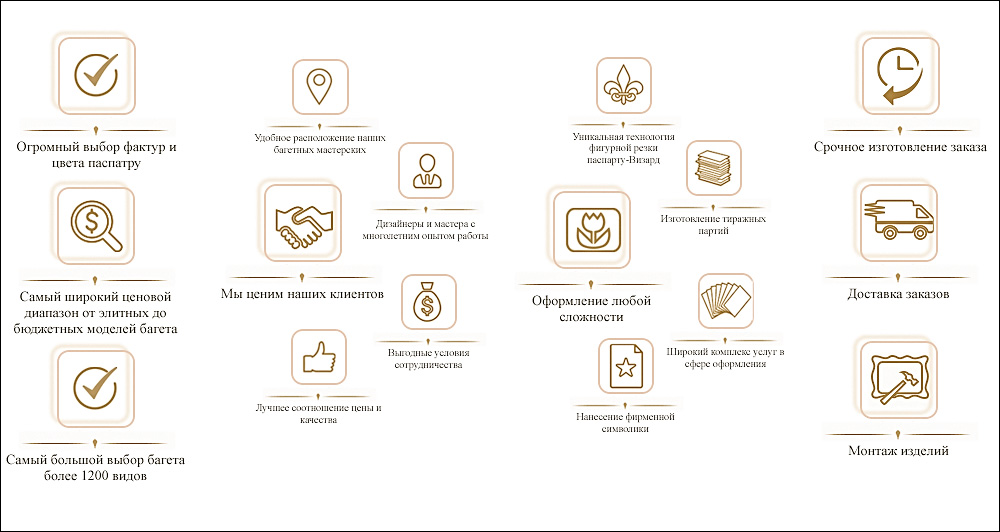 Огромный выбор фактур и
цвета паспатру
Самый широкий ценовой
диапазон от элитных до
бюджетных моделей багета
Самый большой выбор багета
более 1200 видов
Удобное расположение наших
багетных мастерских
Дизайнеры и мастера с
многолетним опытом работы
Мы ценим наших клиентов
Выгодные условия
сотрудничества
Лучшее соотношение цены и
качества
Уникальная технология
фигурной резки
паспарту-Визард
Изготовление тиражных
партий
Оформление любой
сложности
Широкий комплекс услуг в
сфере оформления
Нанесение фирменной
символики
Срочное изготовление заказа
Доставка заказов
Монтаж изделий